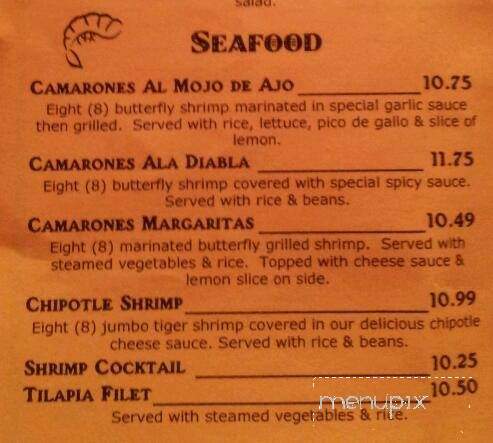 salad.
SEAFOOD
CAMARONES AL MOJO DE AJO 10.75
Eight (8) butterfly shrimp marinated in special garlic sauce
then grilled. Served with rice, lettuce, pico de gallo & slice of
lemon.
CAMARONES ALA DIABLA 11.75
Eight (8) butterfly shrimp covered with special spicy sauce.
Served with rice & beans.
CAMARONES MARGARITAS 10.49
Eight (8) marinated butterfly grilled shrimp. Served with
steamed vegetables & rice. Topped with cheese sauce &
lemon slice on side.
CHIPOTLE SHRIMP 10.99
Eight (8) jumbo tiger shrimp covered in our delicious chipotle
cheese sauce. Served with rice & beans.
SHRIMP COCKTAIL 10.25
TILAPIA FILET 10.50
Served with steamed vegetables & rice.
menupix